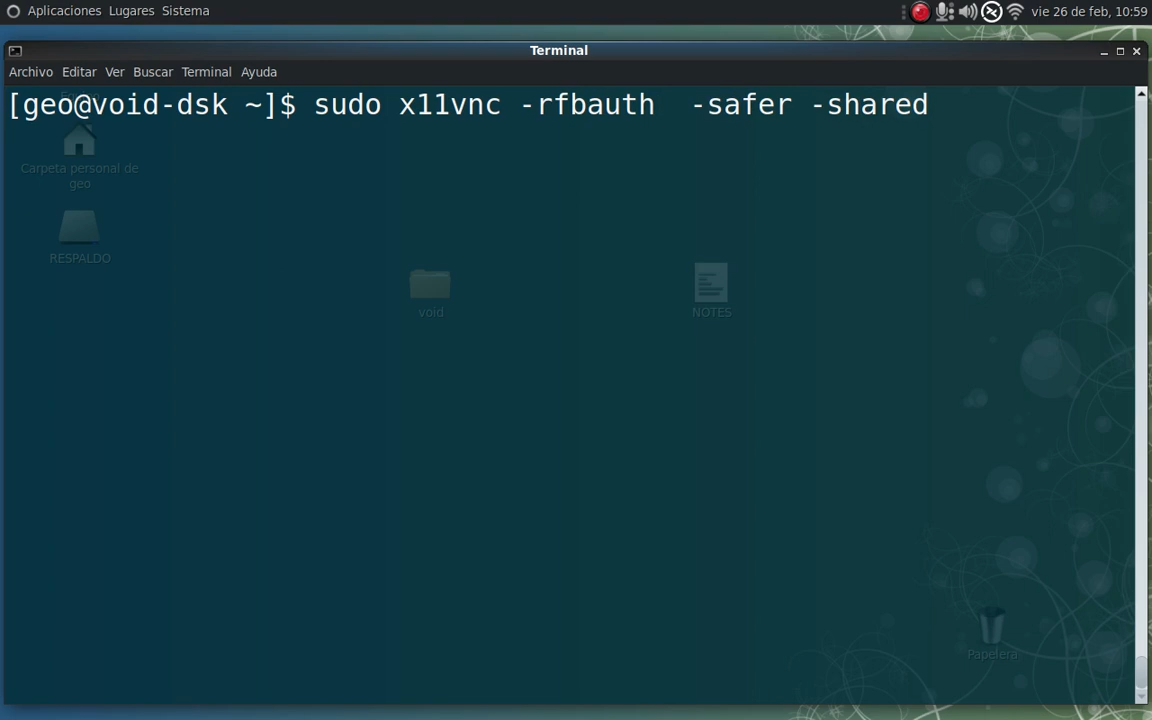 Aplicaciones Lugares Sistema
vie 26 de feb, 10:59
Terminal
Archivo Editar Ver Buscar Terminal Ayuda
[geo@void-dsk ~]$ sudo x11vnc -rfbauth  -safer -shared
Equipo
Carpeta personal de
geo
RESPALDO
void
NOTES
Papelera